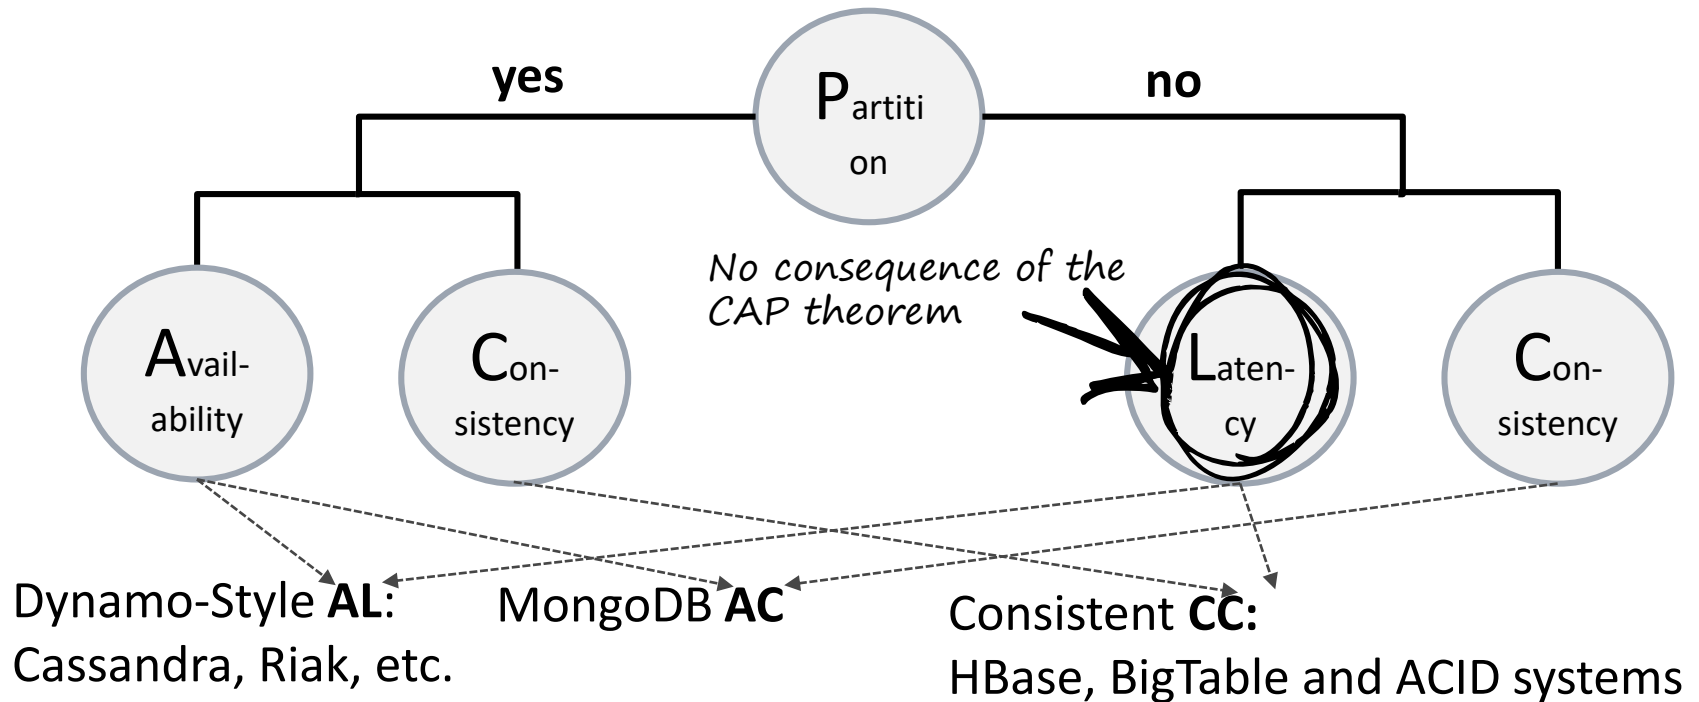 yes
no
Partiti
on
No consequence of the
CAP theorem
Avail-
ability
Con-
sistency
Laten-
cy
Con-
sistency
Dynamo-Style AL:
Cassandra, Riak, etc.
MongoDB AC
Consistent CC:
HBase, BigTable and ACID systems